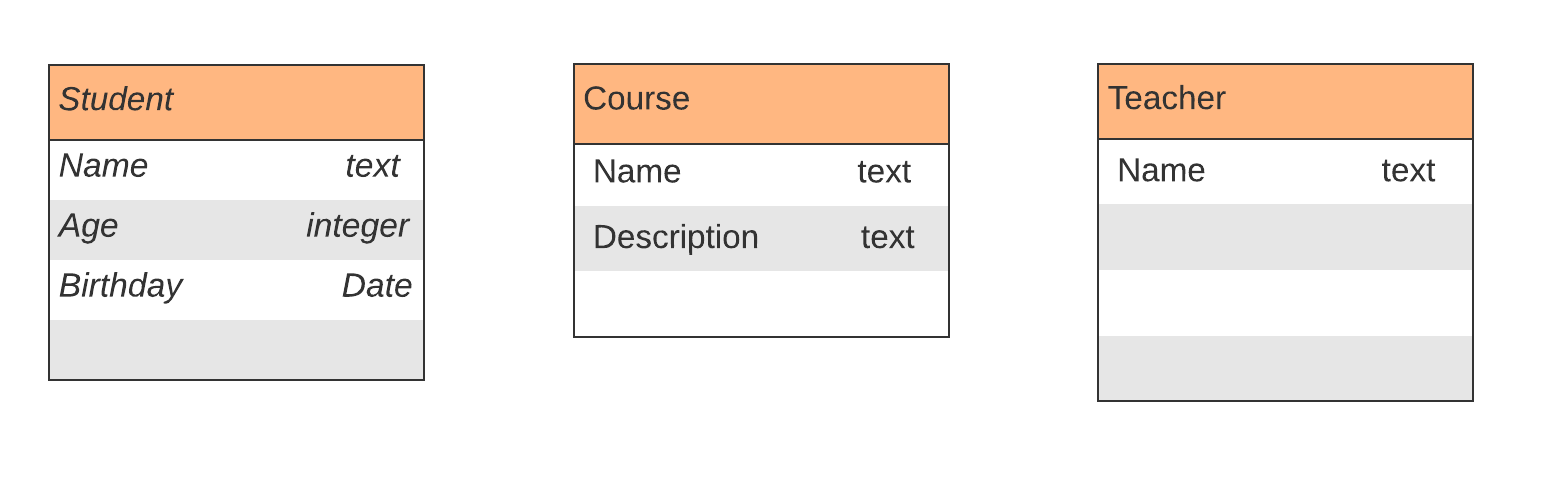 Student
Name text
Age integer
Birthday Date
Course
Name text
Description text
Teacher
Name text